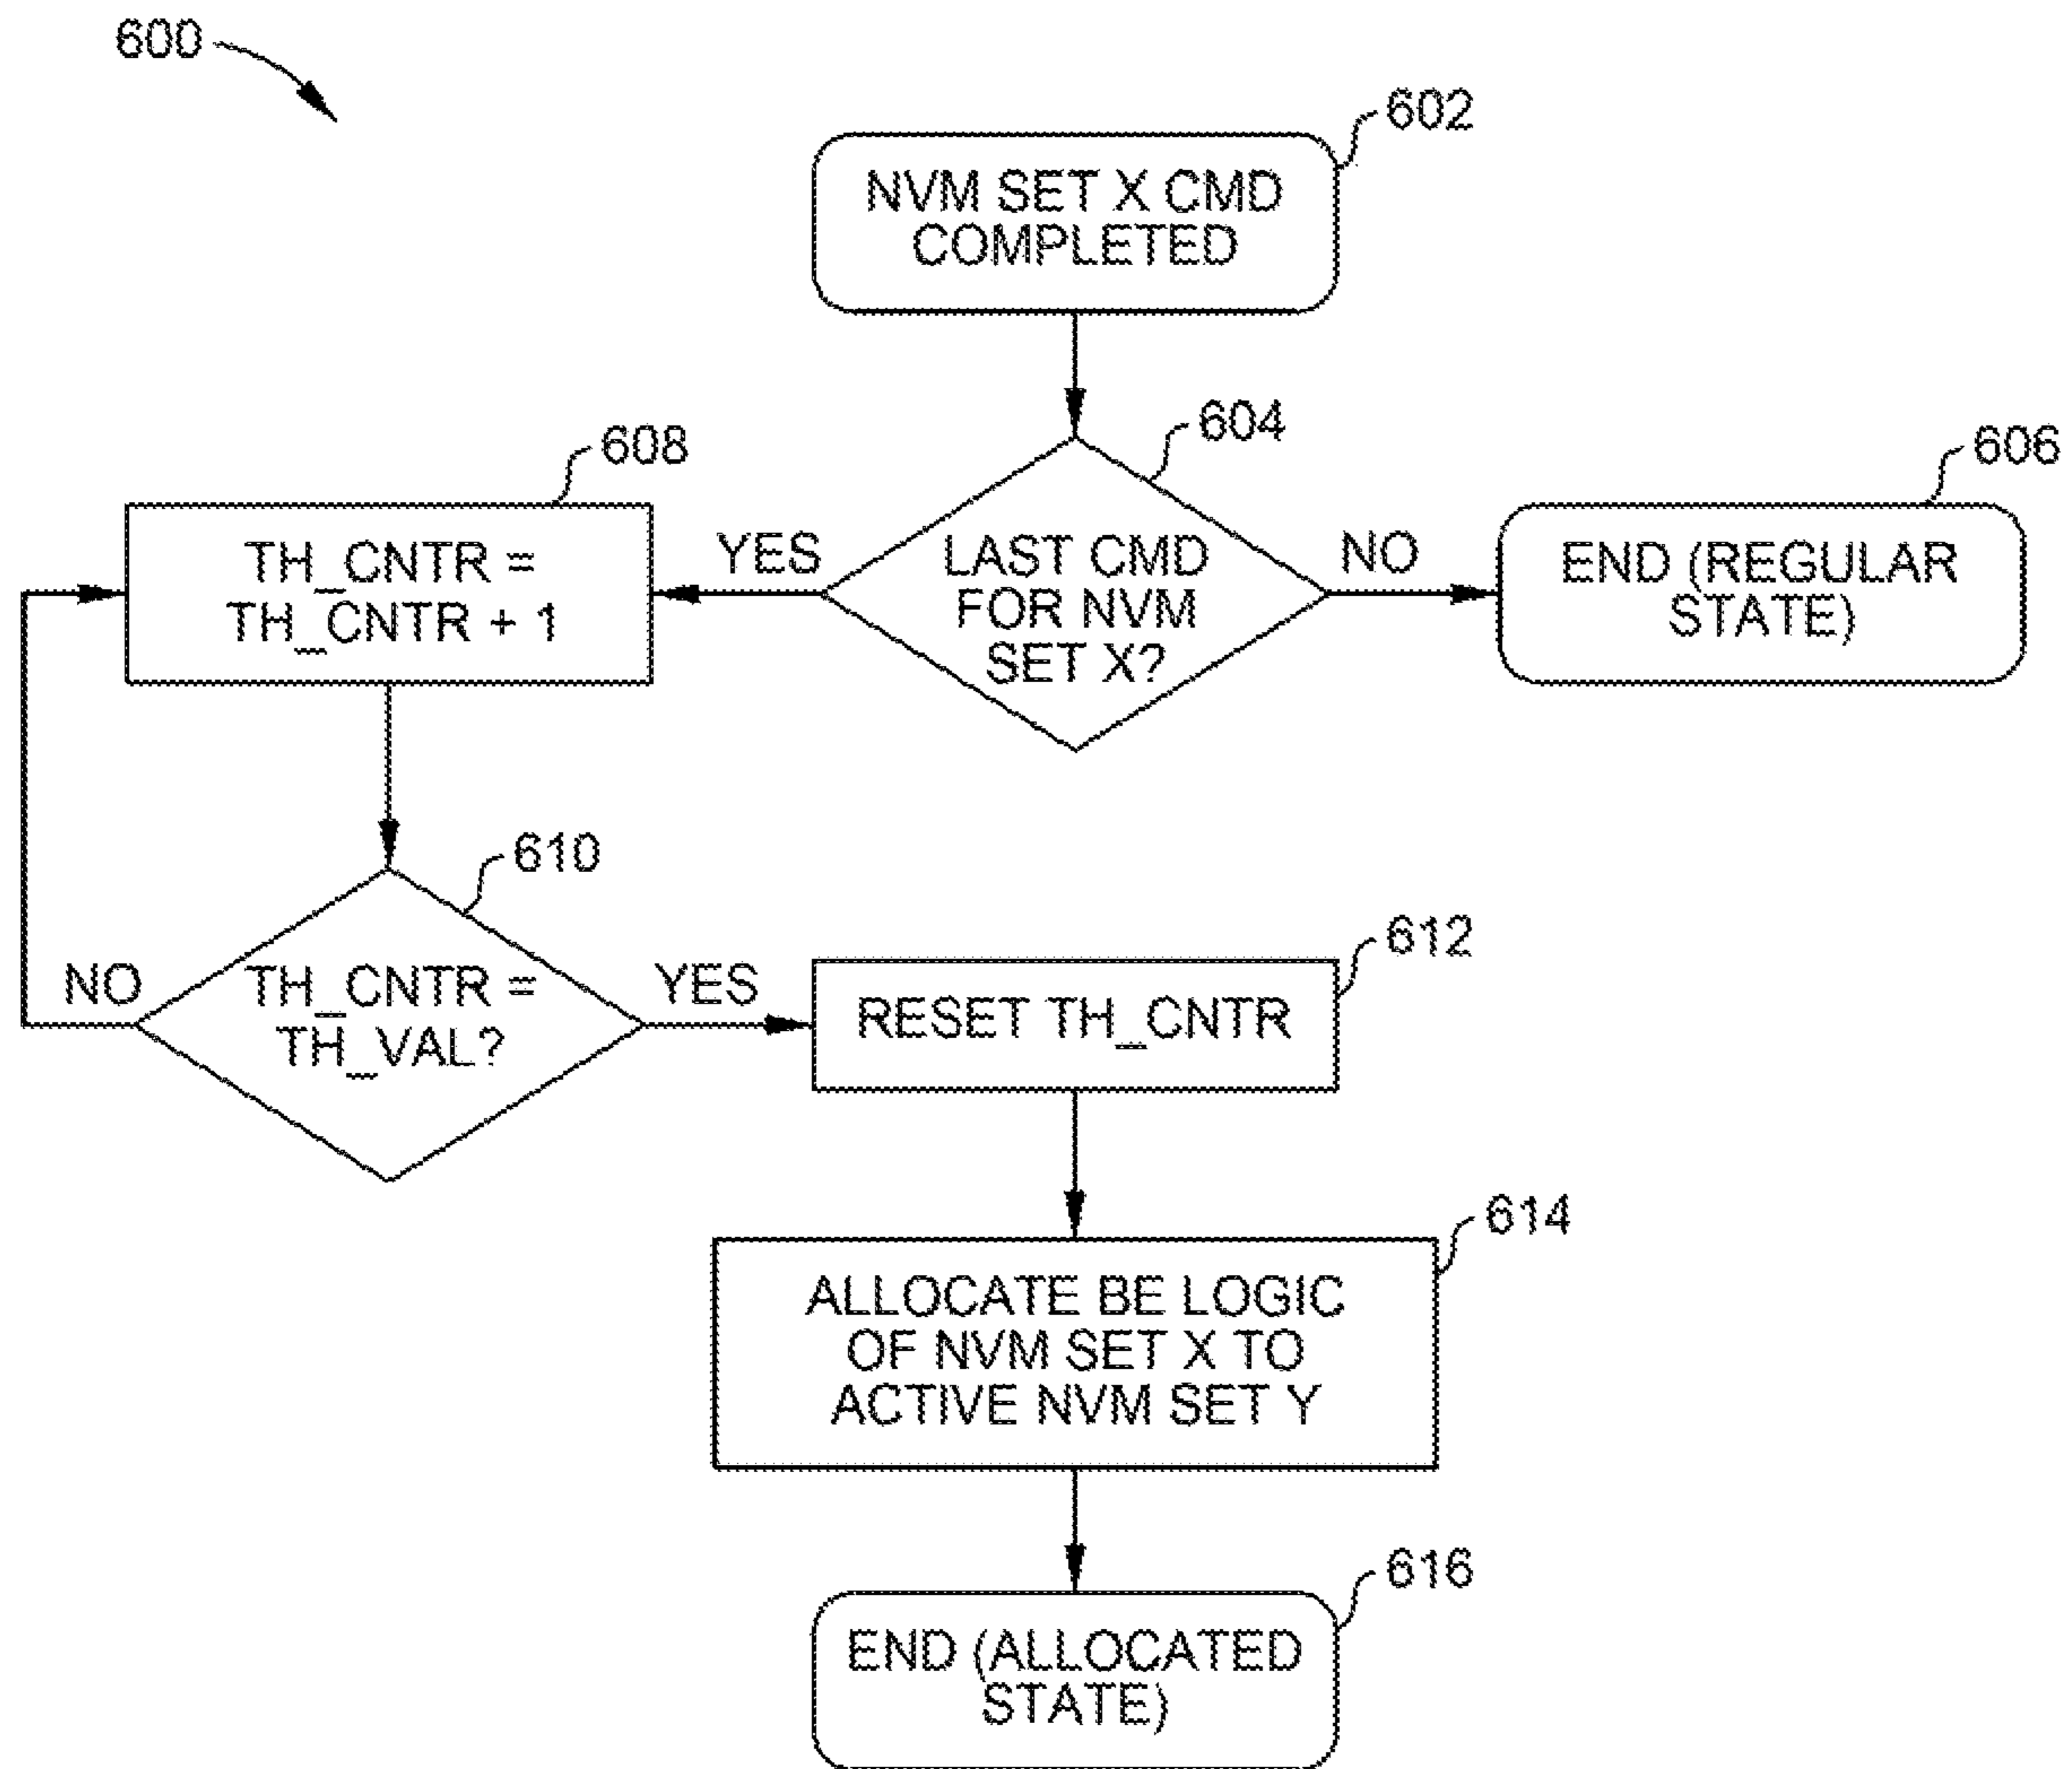 600
602
NVM SET X CMD
COMPLETED
604
LAST CMD
FOR NVM
SET X?
YES
NO
606
END (REGULAR
STATE)
608
TH_CNTR =
TH_CNTR + 1
610
TH_CNTR =
TH_VAL?
NO
YES
612
RESET TH_CNTR
614
ALLOCATE BE LOGIC
OF NVM SET X TO
ACTIVE NVM SET Y
616
END (ALLOCATED
STATE)